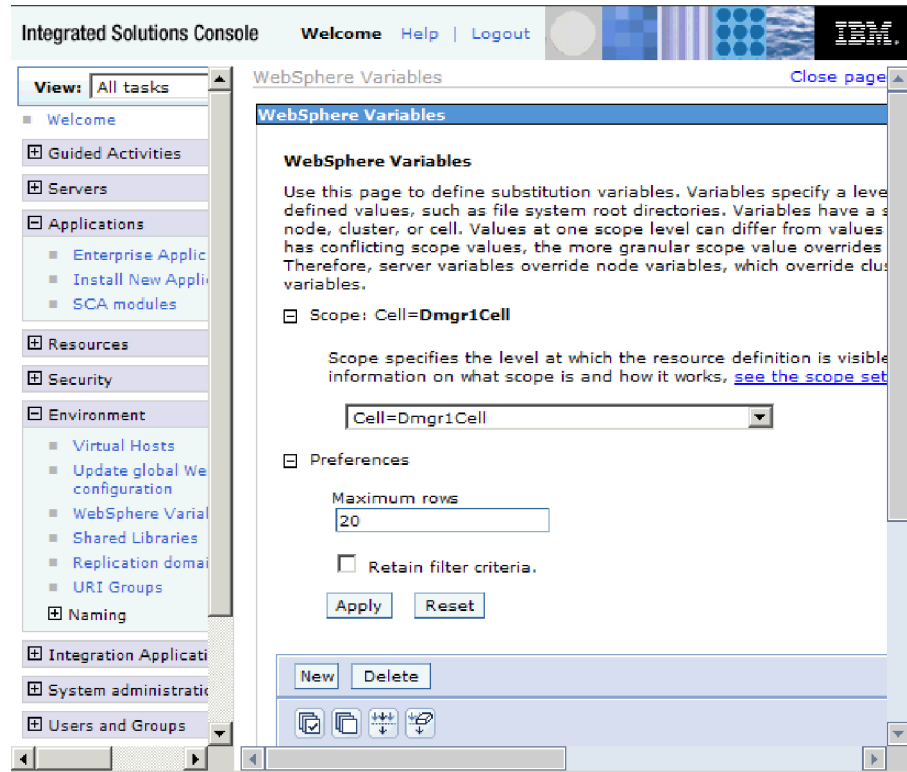 Integrated Solutions Console Welcome Help | Logout IBM.
View: All tasks
Welcome
Guided Activities
Servers
Applications
Enterprise Applic
Install New Appli
SCA modules
Resources
Security
Environment
Virtual Hosts
Update global We
configuration
WebSphere Varial
Shared Libraries
Replication domai
URI Groups
Naming
Integration Applicati
System administratio
Users and Groups
WebSphere Variables Close page
WebSphere Variables
WebSphere Variables
Use this page to define substitution variables. Variables specify a leve
defined values, such as file system root directories. Variables have a s
node, cluster, or cell. Values at one scope level can differ from values
has conflicting scope values, the more granular scope value overrides
Therefore, server variables override node variables, which override clus
variables.
Scope: Cell=Dmgr1Cell
Scope specifies the level at which the resource definition is visible
information on what scope is and how it works, see the scope set
Cell=Dmgr1Cell
Preferences
Maximum rows
20
Retain filter criteria.
Apply Reset
New Delete